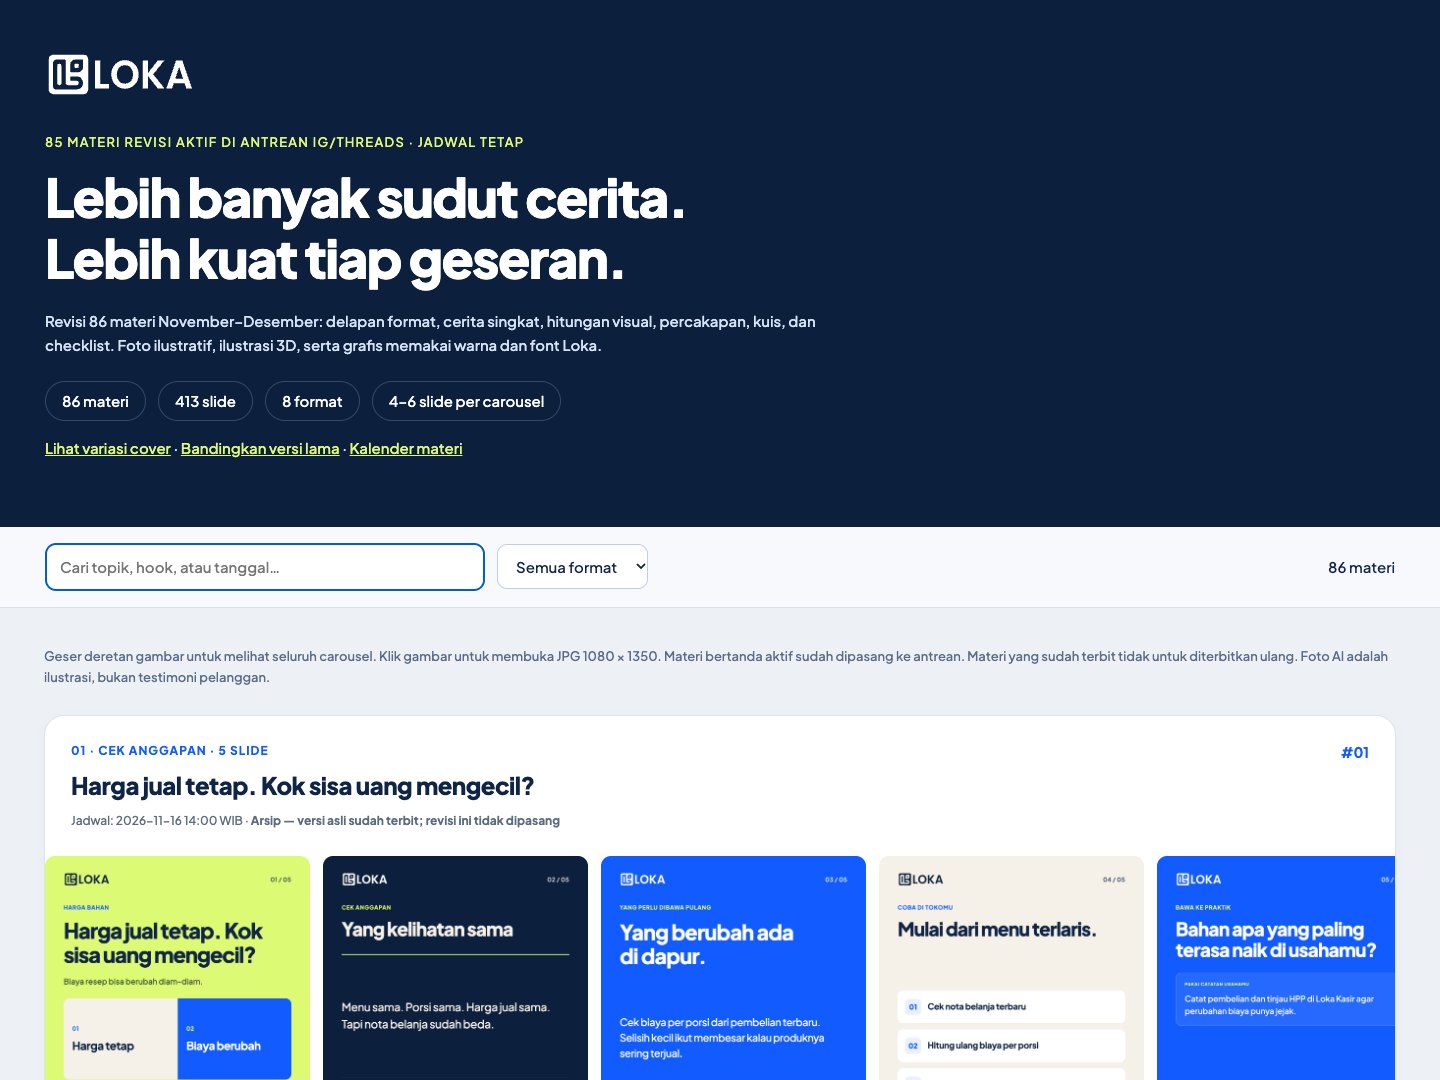 LOKA
85 MATERI REVISI AKTIF DI ANTREAN IG/THREADS · JADWAL TETAP
Lebih banyak sudut cerita.
Lebih kuat tiap geseran.
Revisi 86 materi November–Desember: delapan format, cerita singkat, hitungan visual, percakapan, kuis, dan
checklist. Foto ilustratif, ilustrasi 3D, serta grafis memakai warna dan font Loka.
86 materi
413 slide
8 format
4–6 slide per carousel
Lihat variasi cover · Bandingkan versi lama · Kalender materi
Cari topik, hook, atau tanggal…
Semua format
86 materi
Geser deretan gambar untuk melihat seluruh carousel. Klik gambar untuk membuka JPG 1080 × 1350. Materi bertanda aktif sudah dipasang ke antrean. Materi yang sudah terbit tidak untuk diterbitkan ulang. Foto AI adalah
ilustrasi, bukan testimoni pelanggan.
01 · CEK ANGGAPAN · 5 SLIDE
#01
Harga jual tetap. Kok sisa uang mengecil?
Jadwal: 2026-11-16 14:00 WIB · Arsip — versi asli sudah terbit; revisi ini tidak dipasang
LOKA
01 / 05
HARGA BAHAN
Harga jual tetap. Kok
sisa uang mengecil?
Biaya resep bisa berubah diam-diam.
01
Harga tetap
02
Biaya berubah
LOKA
02 / 05
CEK ANGGAPAN
Yang kelihatan sama
Menu sama. Porsi sama. Harga jual sama.
Tapi nota belanja sudah beda.
LOKA
03 / 05
YANG PERLU DIBAWA PULANG
Yang berubah ada
di dapur.
Cek biaya per porsi dari pembelian terbaru.
Selisih kecil ikut membesar kalau produknya
sering terjual.
LOKA
04 / 05
COBA DI TOKOMU
Mulai dari menu terlaris.
01
Cek nota belanja terbaru
02
Hitung ulang biaya per porsi
LOKA
05 /
BAWA KE PRAKTIK
Bahan apa yang paling
terasa naik di usahamu?
PAKAI CATATAN USAHAMU
Catat pembelian dan tinjau HPP di Loka Kasir agar
perubahan biaya punya jejak.